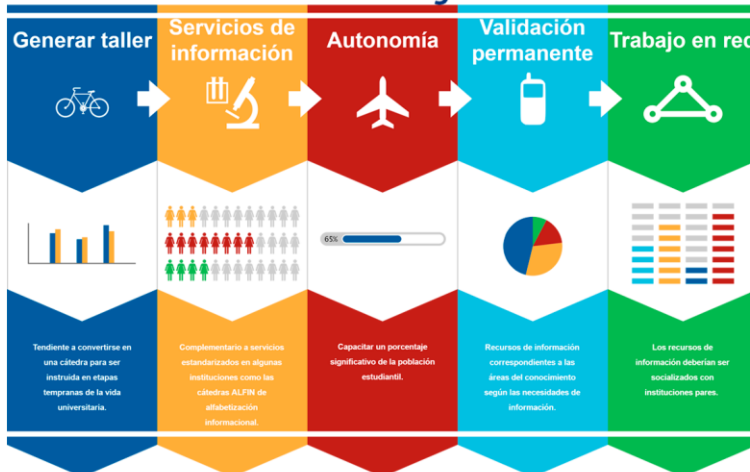 Generar taller
Servicios de
información
Autonomía
Validación
permanente
Trabajo en red
65%
Tendiente a convertirse en
una cátedra para ser
instruida en etapas
tempranas de la vida
universitaria.
Complementario a servicios
estandarizados en algunas
instituciones como las
cátedras ALFIN de
alfabetización
informacional.
Capacitar un porcentaje
significativo de la población
estudiantil.
Recursos de información
correspondientes a las
áreas del conocimiento
según las necesidades de
información.
Los recursos de
información deberían ser
socializados con
instituciones pares.